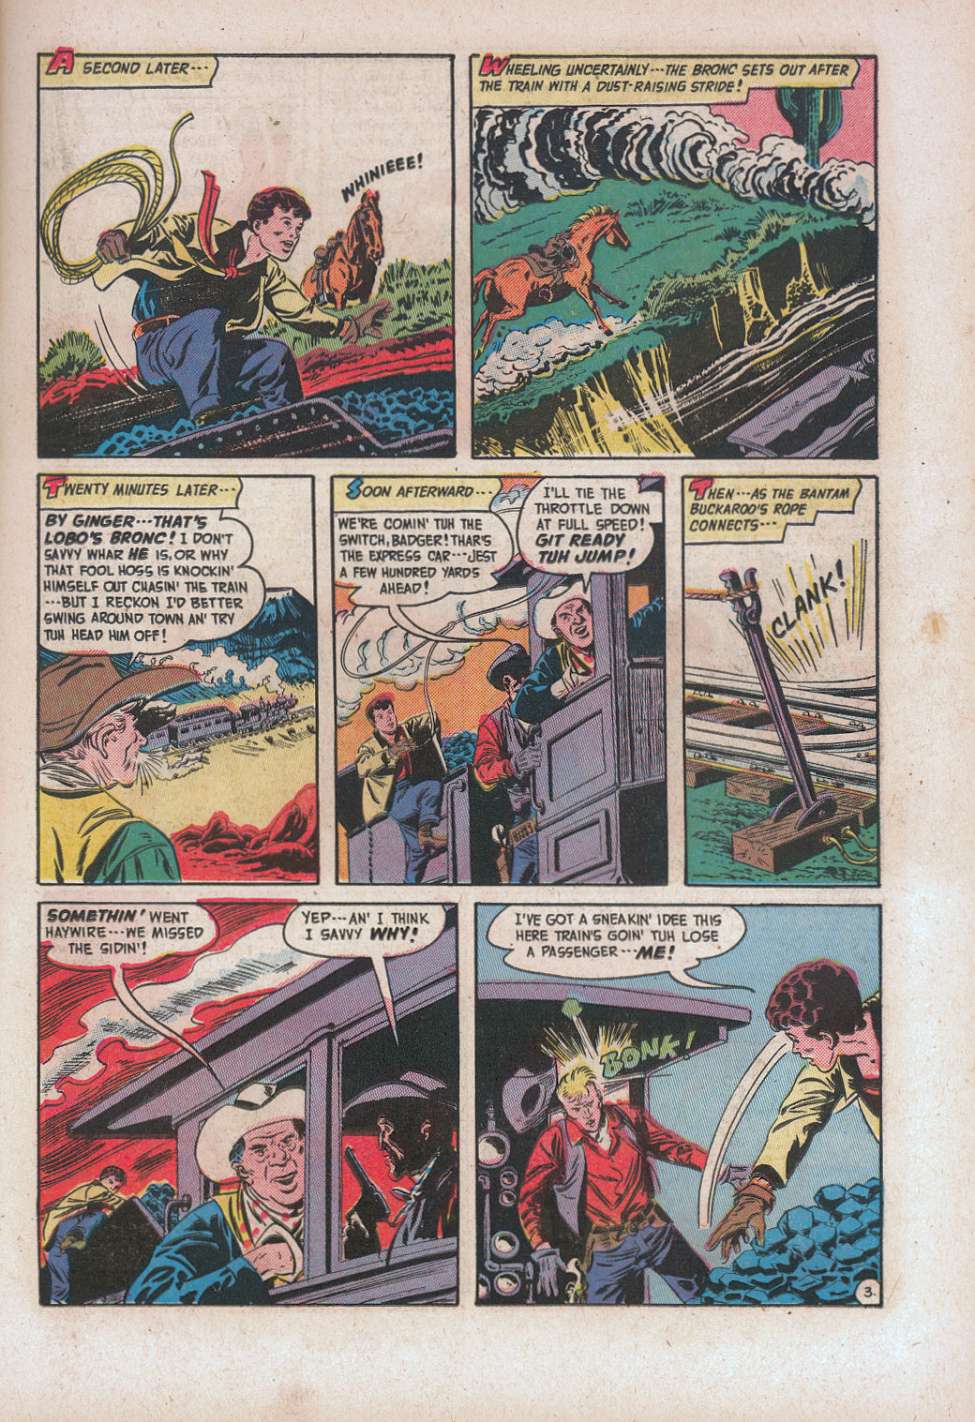 A SECOND LATER---
WHINIEEE!
WHEELING UNCERTAINLY---THE BRONC SETS OUT AFTER
THE TRAIN WITH A DUST-RAISING STRIDE!
TWENTY MINUTES LATER---
BY GINGER---THAT'S
LOBO'S BRONC! I DON'T
SAVVY WHAR HE IS, OR WHY
THAT FOOL HOSS IS KNOCKIN'
HIMSELF OUT CHASIN' THE TRAIN
---BUT I RECKON I'D BETTER
SWING AROUND TOWN AN' TRY
TUH HEAD HIM OFF!
SOON AFTERWARD---
WE'RE COMIN' TUH THE
SWITCH, BADGER! THAR'S
THE EXPRESS CAR---JEST
A FEW HUNDRED YARDS
AHEAD!
I'LL TIE THE
THROTTLE DOWN
AT FULL SPEED!
GIT READY
TUH JUMP!
THEN---AS THE BANTAM
BUCKAROO'S ROPE
CONNECTS---
CLANK!
SOMETHIN' WENT
HAYWIRE---WE MISSED
THE SIDIN'!
YEP---AN' I THINK
I SAVVY WHY!
I'VE GOT A SNEAKIN' IDEE THIS
HERE TRAIN'S GOIN' TUH LOSE
A PASSENGER---ME!
BONK!
3